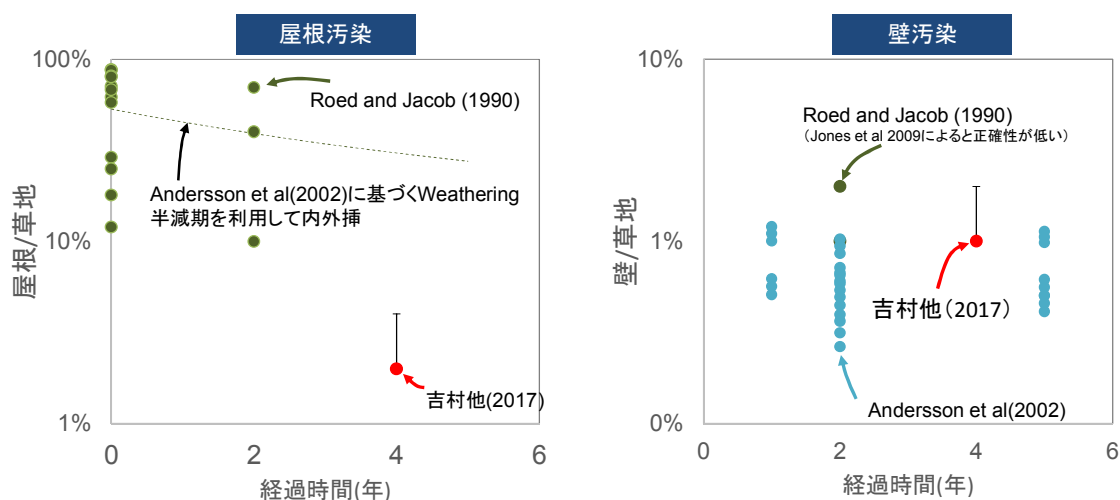 屋根汚染
100%
10%
1%
屋根/草地
Roed and Jacob (1990)
Andersson et al(2002)に基づくWeathering
半減期を利用して内外挿
吉村他(2017)
0
2
4
6
経過時間(年)
壁汚染
10%
1%
0%
壁/草地
Roed and Jacob (1990)
（Jones et al 2009によると正確性が低い）
吉村他（2017）
Andersson et al(2002)
0
2
4
6
経過時間(年)